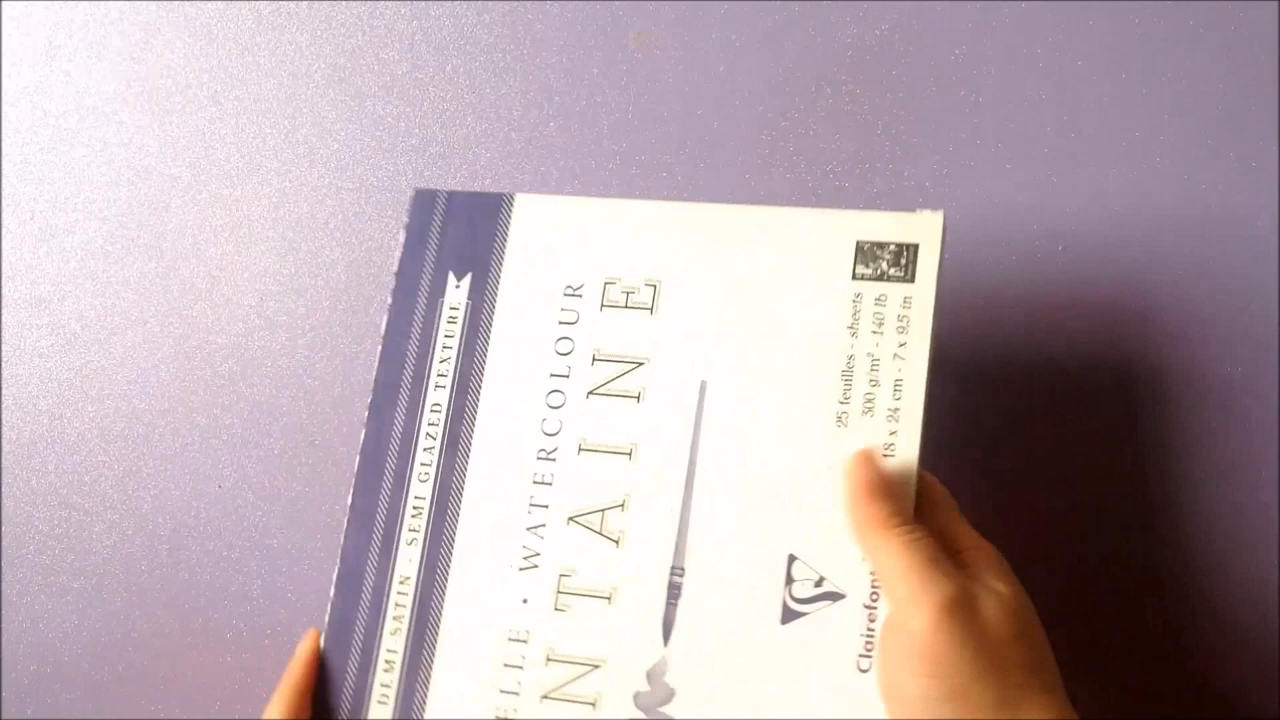 DEMI-SATIN - SEMI GLAZED TEXTURE
ELLE • WATERCOLOUR
NTAINE
25 feuilles - sheets
300 g/m² - 140 lb
18 x 24 cm - 7 x 9.5 in
Clairefon